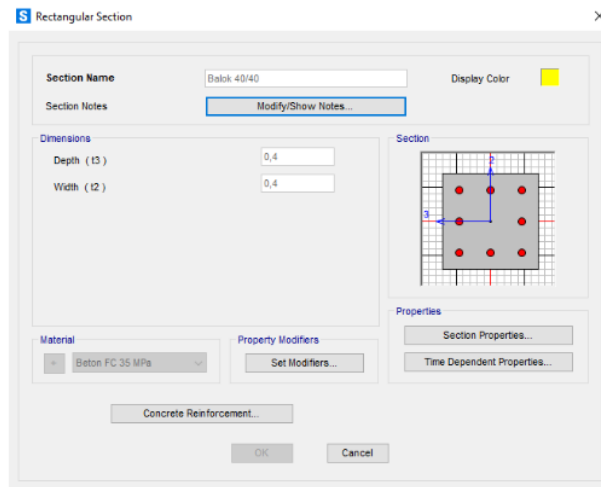 S Rectangular Section
Section Name Balok 40/40 Display Color
Section Notes Modify/Show Notes...
Dimensions
Depth ( t3 ) 0,4
Width ( t2 ) 0,4
Section
2
3
Properties
Section Properties...
Time Dependent Properties...
Material
+ Beton FC 35 MPa
Property Modifiers
Set Modifiers...
Concrete Reinforcement...
OK Cancel